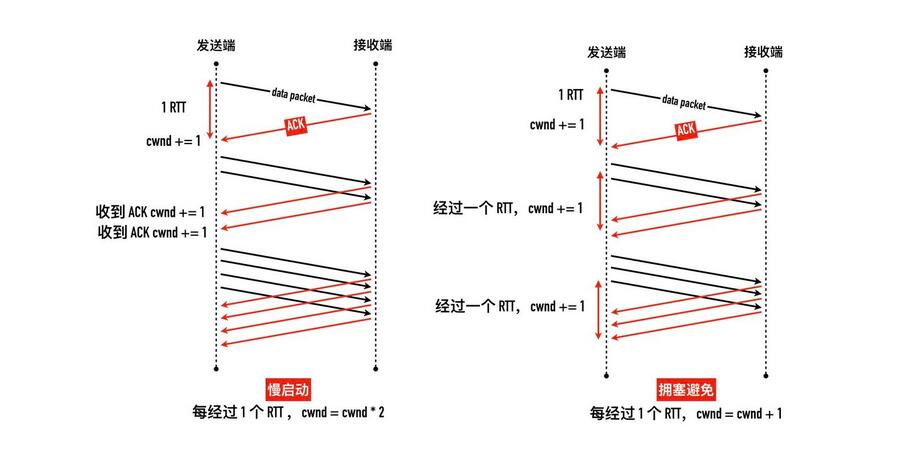 发送端
接收端
1 RTT
data packet
ACK
cwnd += 1
收到 ACK cwnd += 1
收到 ACK cwnd += 1
慢启动
每经过 1 个 RTT， cwnd = cwnd * 2
发送端
接收端
1 RTT
data packet
cwnd += 1
ACK
经过一个 RTT， cwnd += 1
经过一个 RTT， cwnd += 1
拥塞避免
每经过 1 个 RTT， cwnd = cwnd + 1